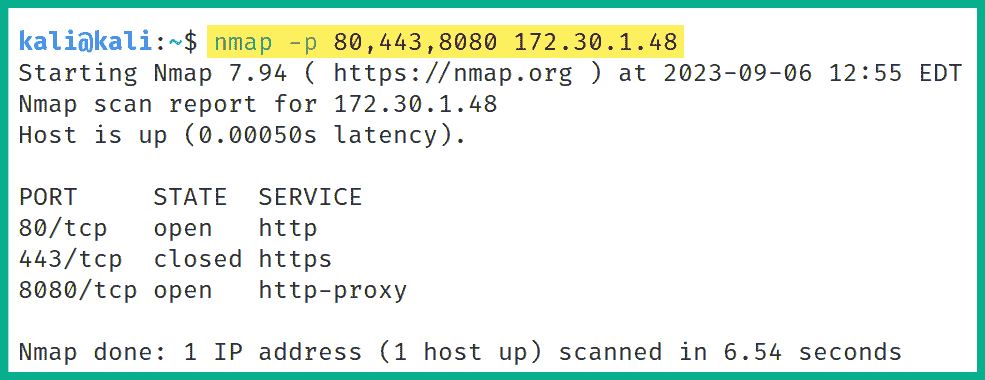 kali@kali:~$ nmap -p 80,443,8080 172.30.1.48
Starting Nmap 7.94 ( https://nmap.org ) at 2023-09-06 12:55 EDT
Nmap scan report for 172.30.1.48
Host is up (0.00050s latency).
PORT     STATE  SERVICE
80/tcp   open   http
443/tcp  closed https
8080/tcp open   http-proxy
Nmap done: 1 IP address (1 host up) scanned in 6.54 seconds